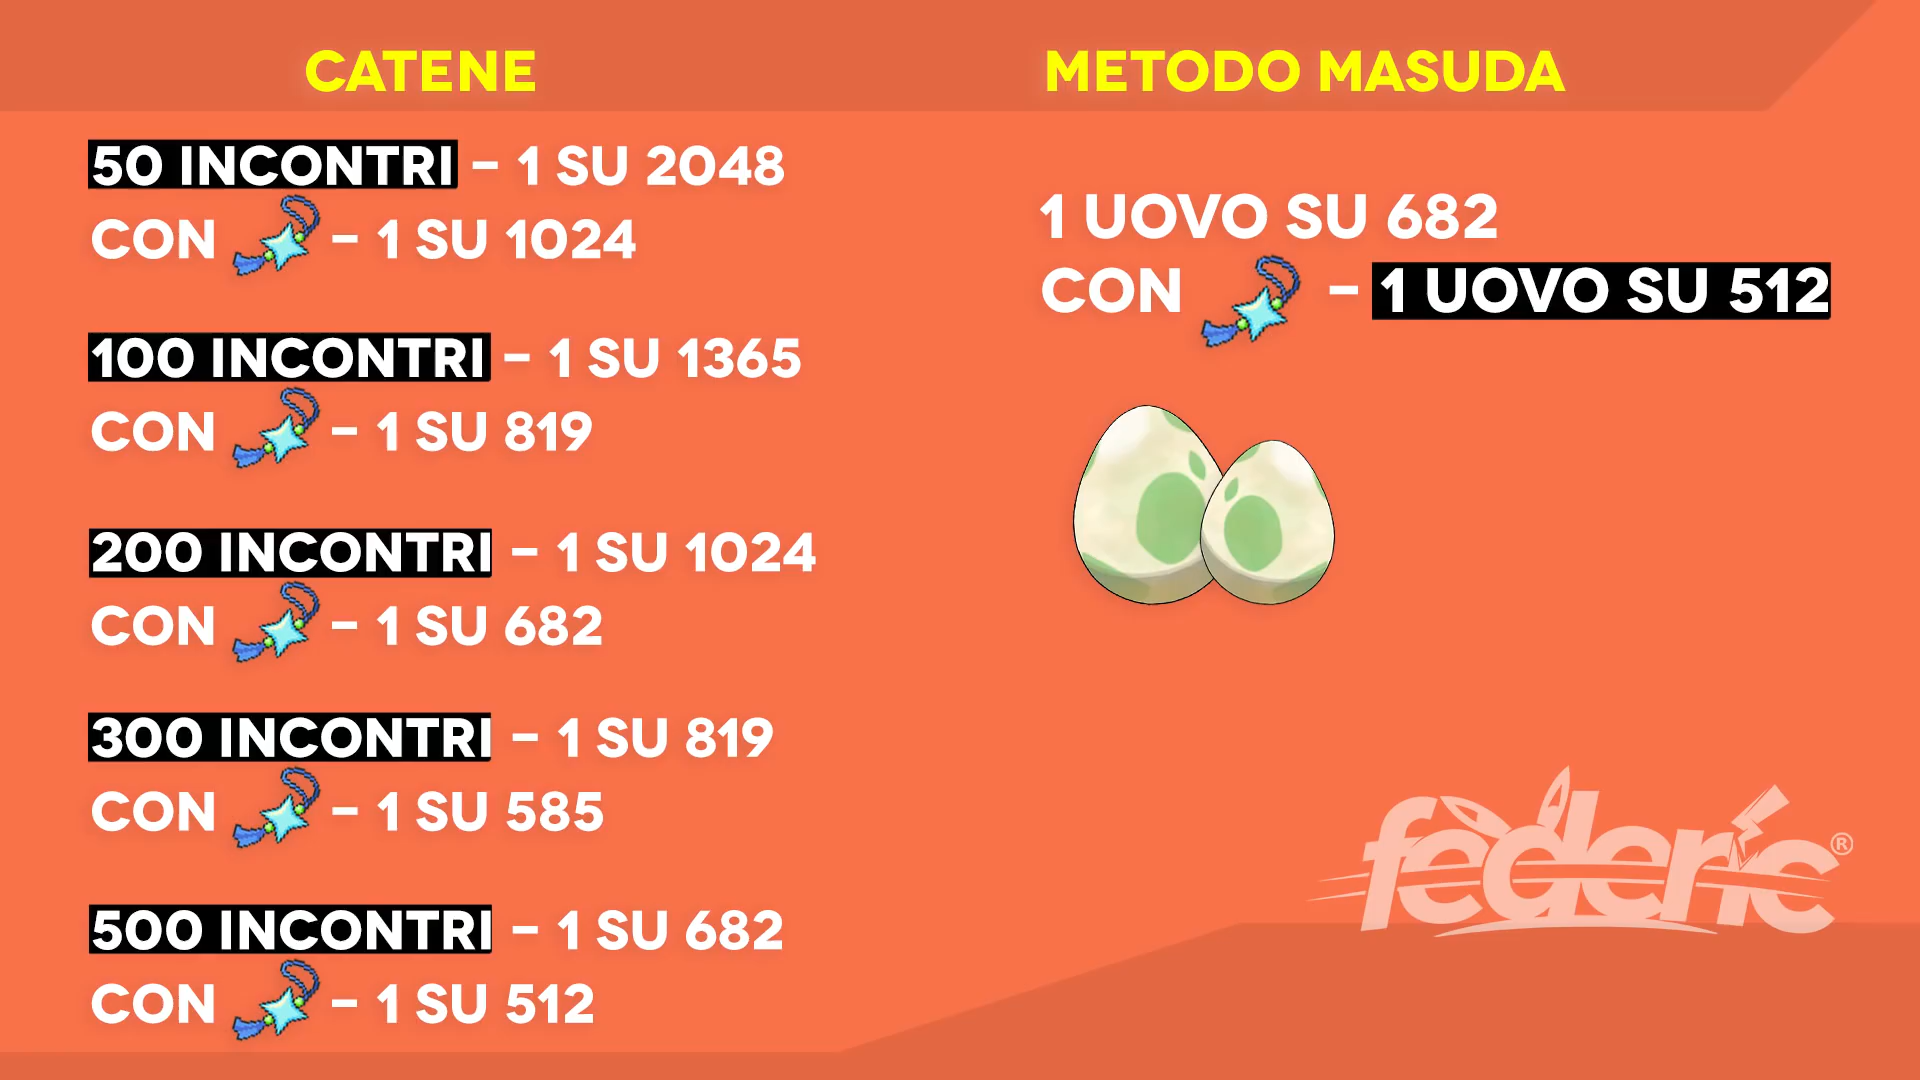 CATENE
50 INCONTRI – 1 SU 2048
CON – 1 SU 1024
100 INCONTRI – 1 SU 1365
CON – 1 SU 819
200 INCONTRI – 1 SU 1024
CON – 1 SU 682
300 INCONTRI – 1 SU 819
CON – 1 SU 585
500 INCONTRI – 1 SU 682
CON – 1 SU 512
METODO MASUDA
1 UOVO SU 682
CON – 1 UOVO SU 512
federic®